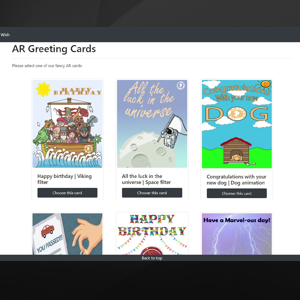 Wish
AR Greeting Cards
Please select one of our fancy AR cards:
HAPPY
BIRTHDAY
All the
luck in the
universe
Congratulations
with your new
DOG
Happy birthday | Viking
filter
Choose this card
All the luck in the
universe | Space filter
Choose this card
Congratulations with your
new dog | Dog animation
Choose this card
YOU PASSED!!
HAPPY
BIRTHDAY
Have a Marvel-ous day!
Back to top